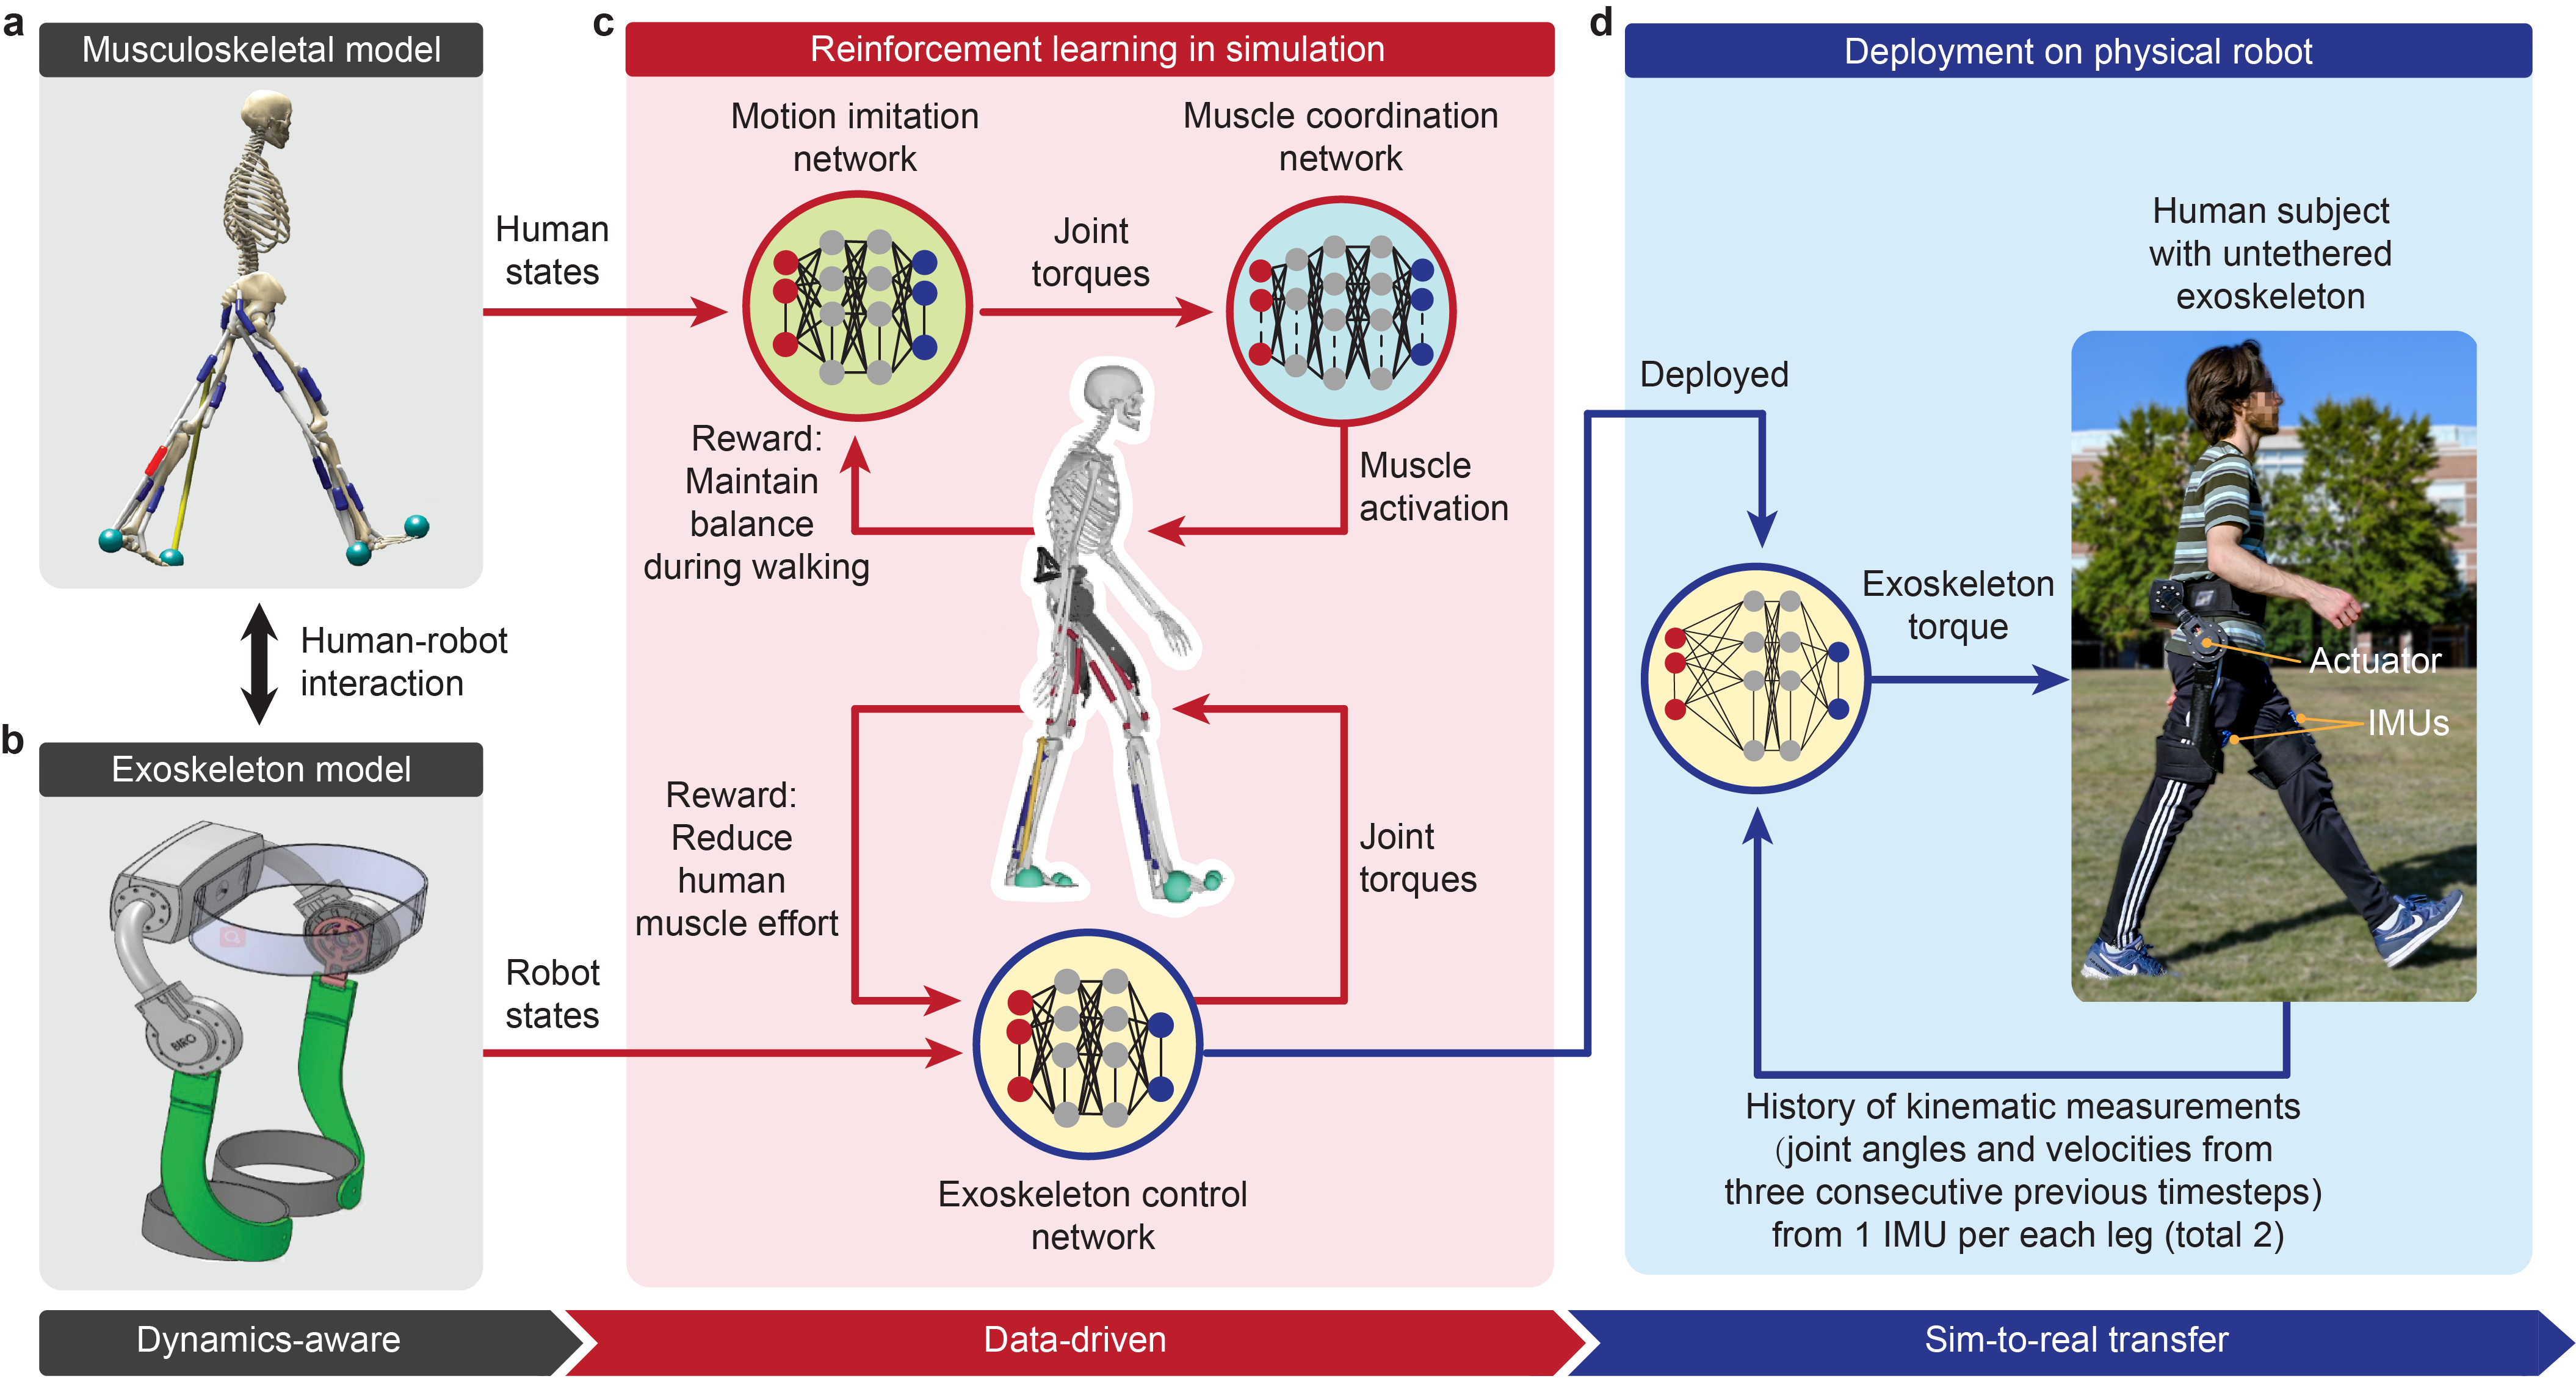 a
Musculoskeletal model
Human-robot
interaction
b
Exoskeleton model
BIRO
Human
states
Robot
states
c
Reinforcement learning in simulation
Motion imitation
network
Joint
torques
Muscle coordination
network
Reward:
Maintain
balance
during walking
Muscle
activation
Reward:
Reduce
human
muscle effort
Joint
torques
Exoskeleton control
network
d
Deployment on physical robot
Deployed
Human subject
with untethered
exoskeleton
Exoskeleton
torque
Actuator
IMUs
History of kinematic measurements
(joint angles and velocities from
three consecutive previous timesteps)
from 1 IMU per each leg (total 2)
Dynamics-aware
Data-driven
Sim-to-real transfer